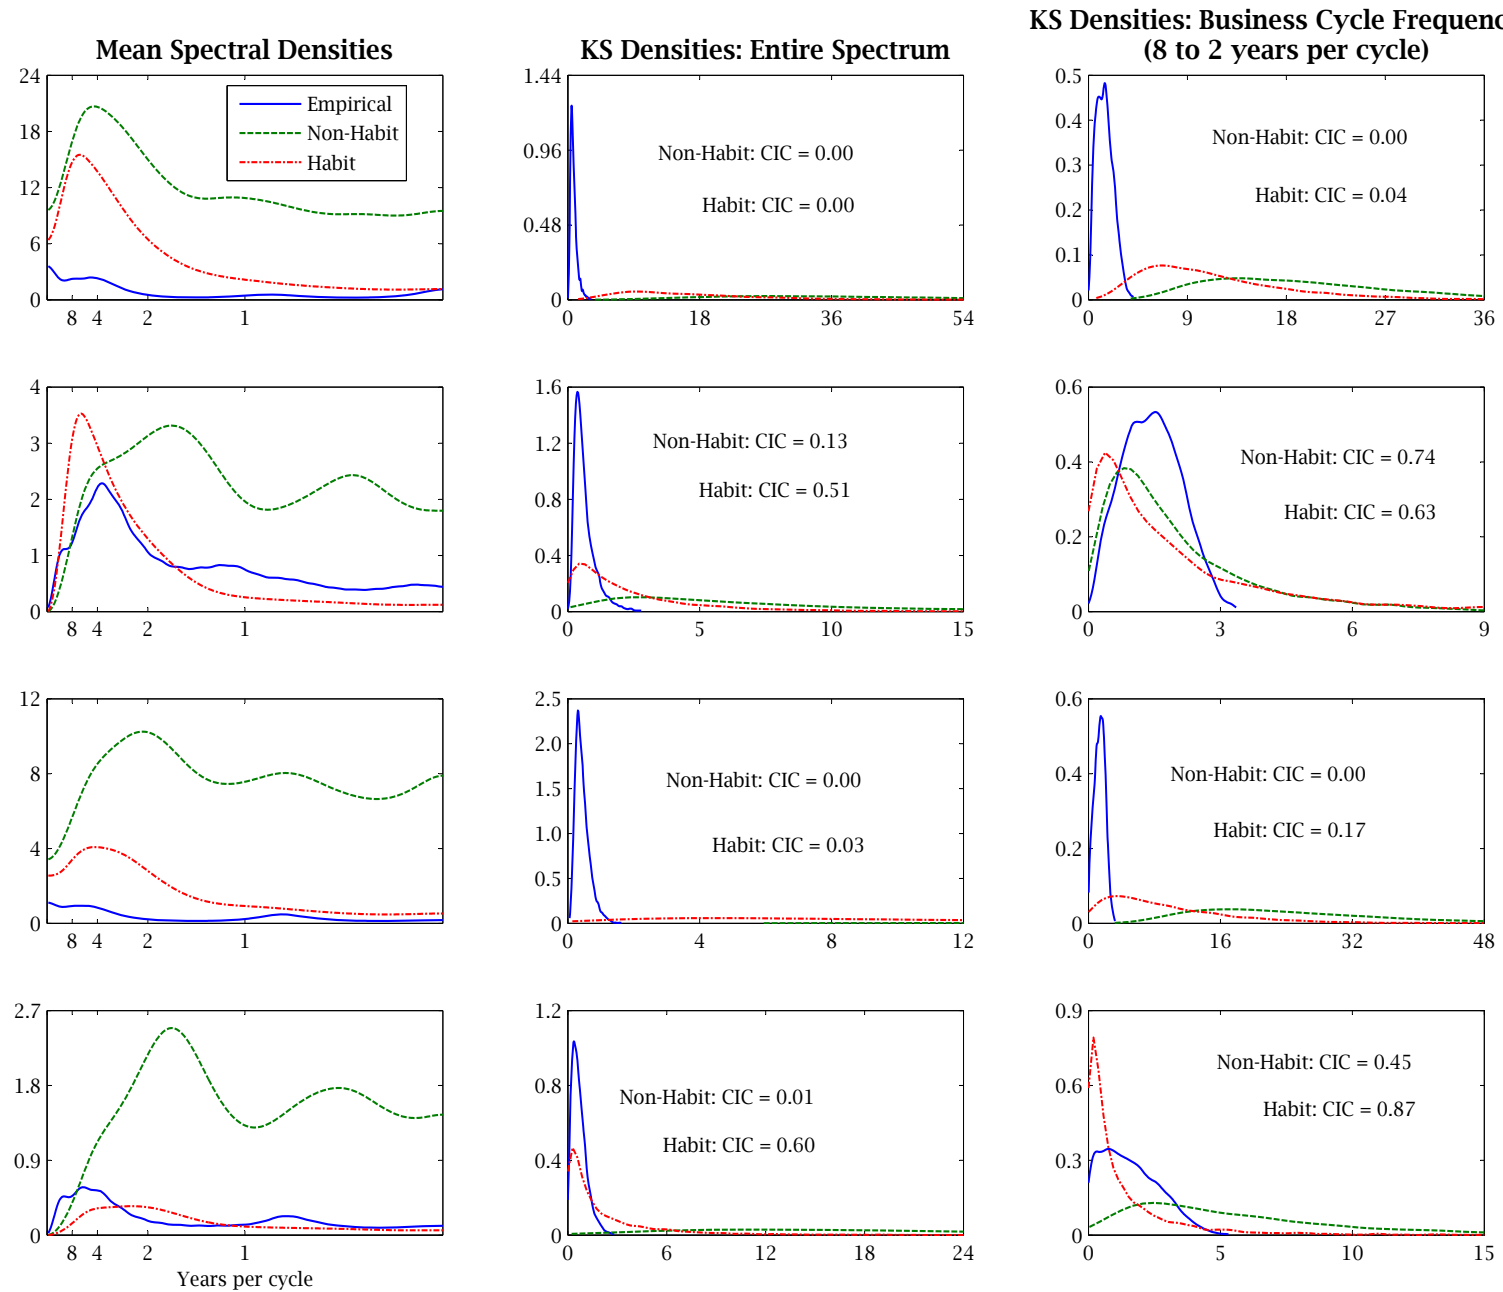 Mean Spectral Densities
KS Densities: Entire Spectrum
KS Densities: Business Cycle Frequenc
(8 to 2 years per cycle)
24
18
12
6
0
8 4 2 1
Empirical
Non-Habit
Habit
1.44
0.96
0.48
0
0 18 36 54
Non-Habit: CIC = 0.00
Habit: CIC = 0.00
0.5
0.4
0.3
0.2
0.1
0
0 9 18 27 36
Non-Habit: CIC = 0.00
Habit: CIC = 0.04
4
3
2
1
0
8 4 2 1
1.6
1.2
0.8
0.4
0
0 5 10 15
Non-Habit: CIC = 0.13
Habit: CIC = 0.51
0.6
0.4
0.2
0
0 3 6 9
Non-Habit: CIC = 0.74
Habit: CIC = 0.63
12
8
4
0
8 4 2 1
2.5
2.0
1.5
1.0
0.5
0
0 4 8 12
Non-Habit: CIC = 0.00
Habit: CIC = 0.03
0.6
0.4
0.2
0
0 16 32 48
Non-Habit: CIC = 0.00
Habit: CIC = 0.17
2.7
1.8
0.9
0
8 4 2 1
Years per cycle
1.2
0.8
0.4
0
0 6 12 18 24
Non-Habit: CIC = 0.01
Habit: CIC = 0.60
0.9
0.6
0.3
0
0 5 10 15
Non-Habit: CIC = 0.45
Habit: CIC = 0.87